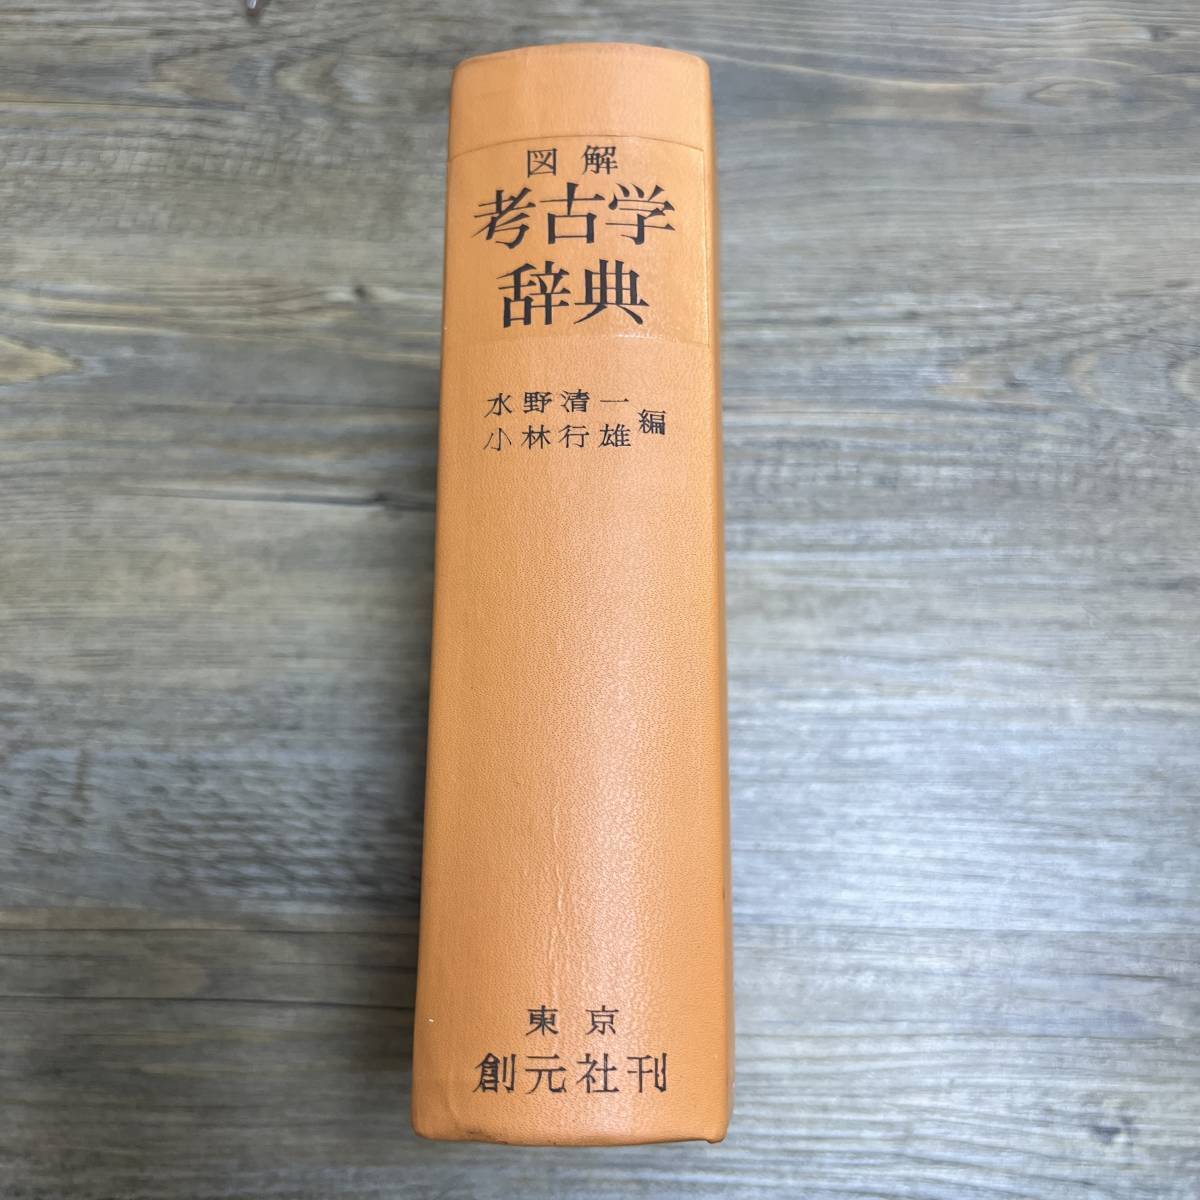 図解
考古学
辞典
水野清一
小林行雄
編
東京
創元社刊